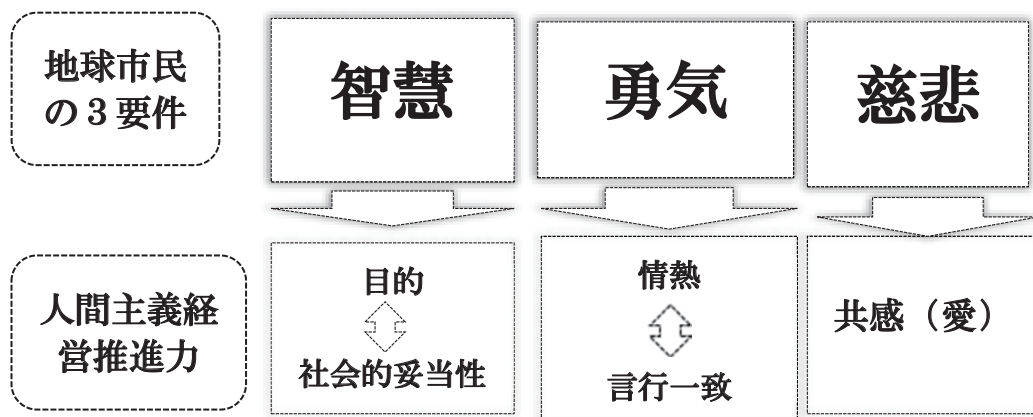 地球市民
の３要件
智慧
勇気
慈悲
人間主義経
営推進力
目的
社会的妥当性
情熱
言行一致
共感（愛）